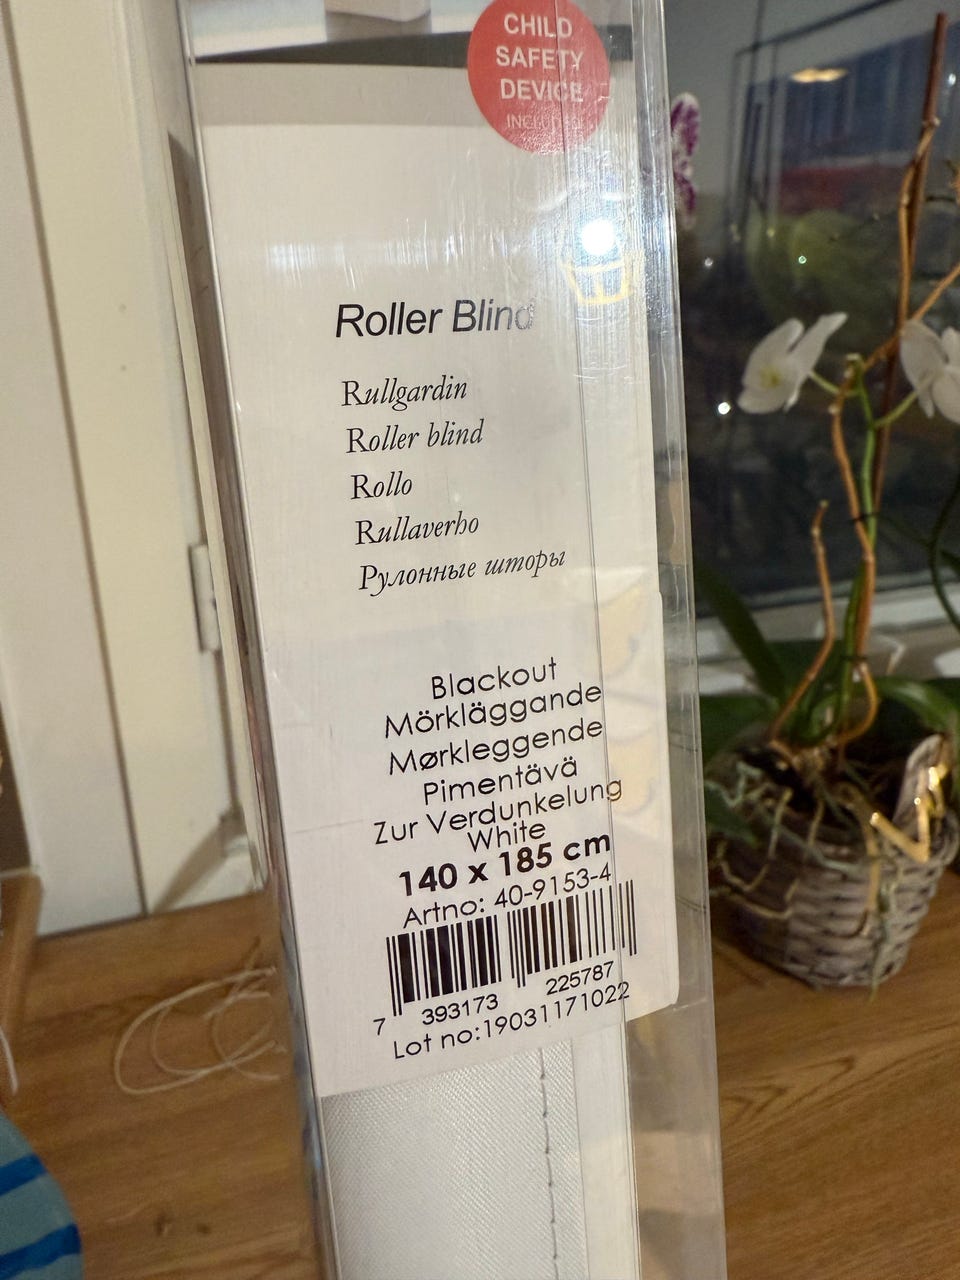 CHILD
SAFETY
DEVICE
INCLUDED
Roller Blind
Rullgardin
Roller blind
Rollo
Rullaverho
Рулонные шторы
Blackout
Mörkläggande
Mørkleggende
Pimentävä
Zur Verdunkelung
White
140 x 185 cm
Artno: 40-9153-4
7 393173 225787
Lot no:19031171022